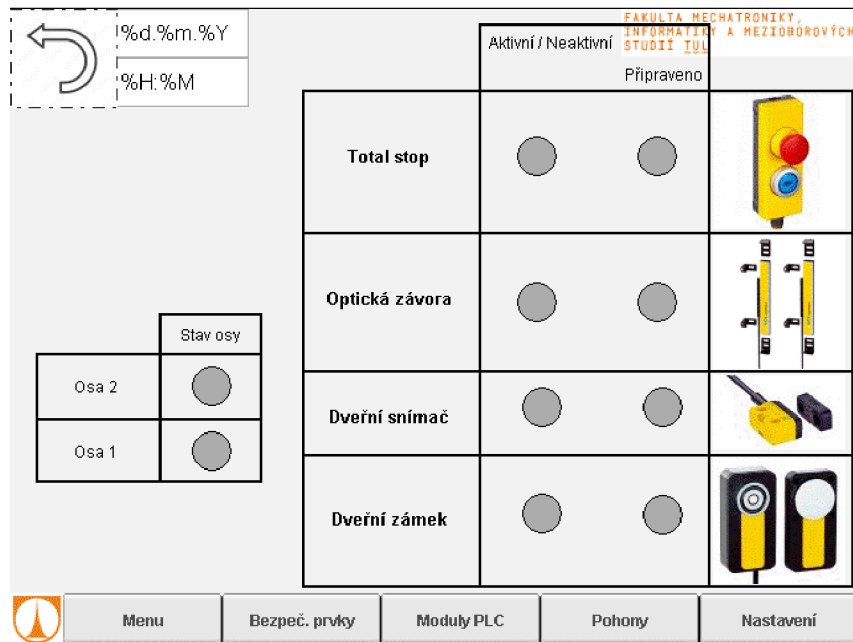 %d.%m.%Y
%H:%M
FAKULTA MECHATRONIKY,
INFORMATIKY A MEZIOBOROVÝCH
STUDIÍ TUL
Aktivní / Neaktivní
Připraveno
Total stop
Optická závora
Stav osy
Osa 2
Dveřní snímač
Osa 1
Dveřní zámek
Menu
Bezpeč. prvky
Moduly PLC
Pohony
Nastavení